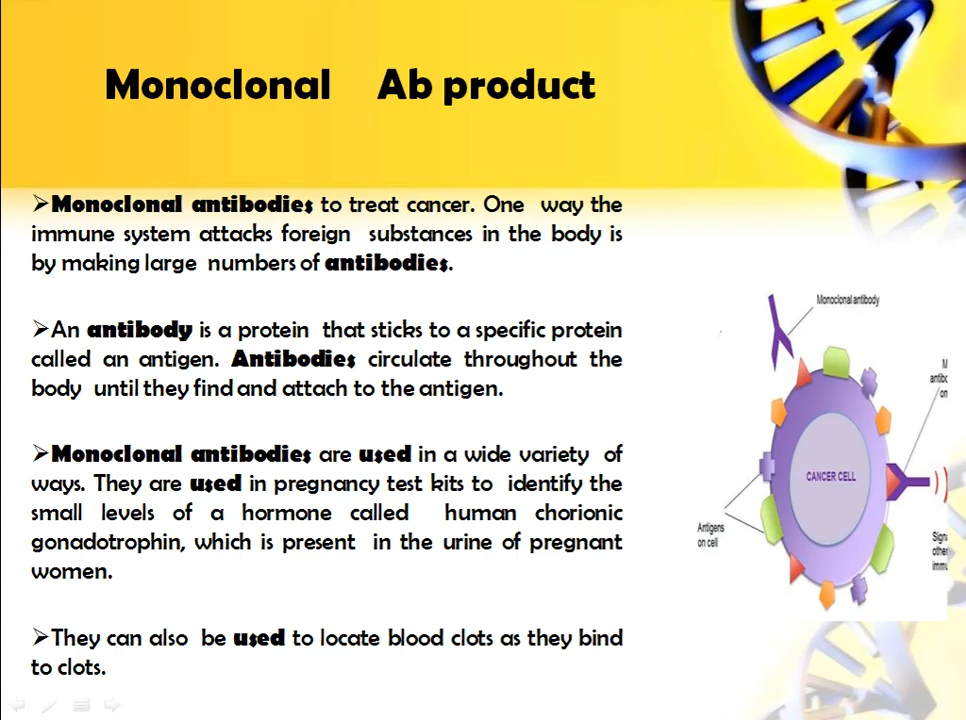 Monoclonal Ab product
➢Monoclonal antibodies to treat cancer. One way the
immune system attacks foreign substances in the body is
by making large numbers of antibodies.
➢An antibody is a protein that sticks to a specific protein
called an antigen. Antibodies circulate throughout the
body until they find and attach to the antigen.
➢Monoclonal antibodies are used in a wide variety of
ways. They are used in pregnancy test kits to identify the
small levels of a hormone called human chorionic
gonadotrophin, which is present in the urine of pregnant
women.
➢They can also be used to locate blood clots as they bind
to clots.
Monoclonal antibody
M
antibo
on
CANCER CELL
Antigens
on cell
Signa
other
immu